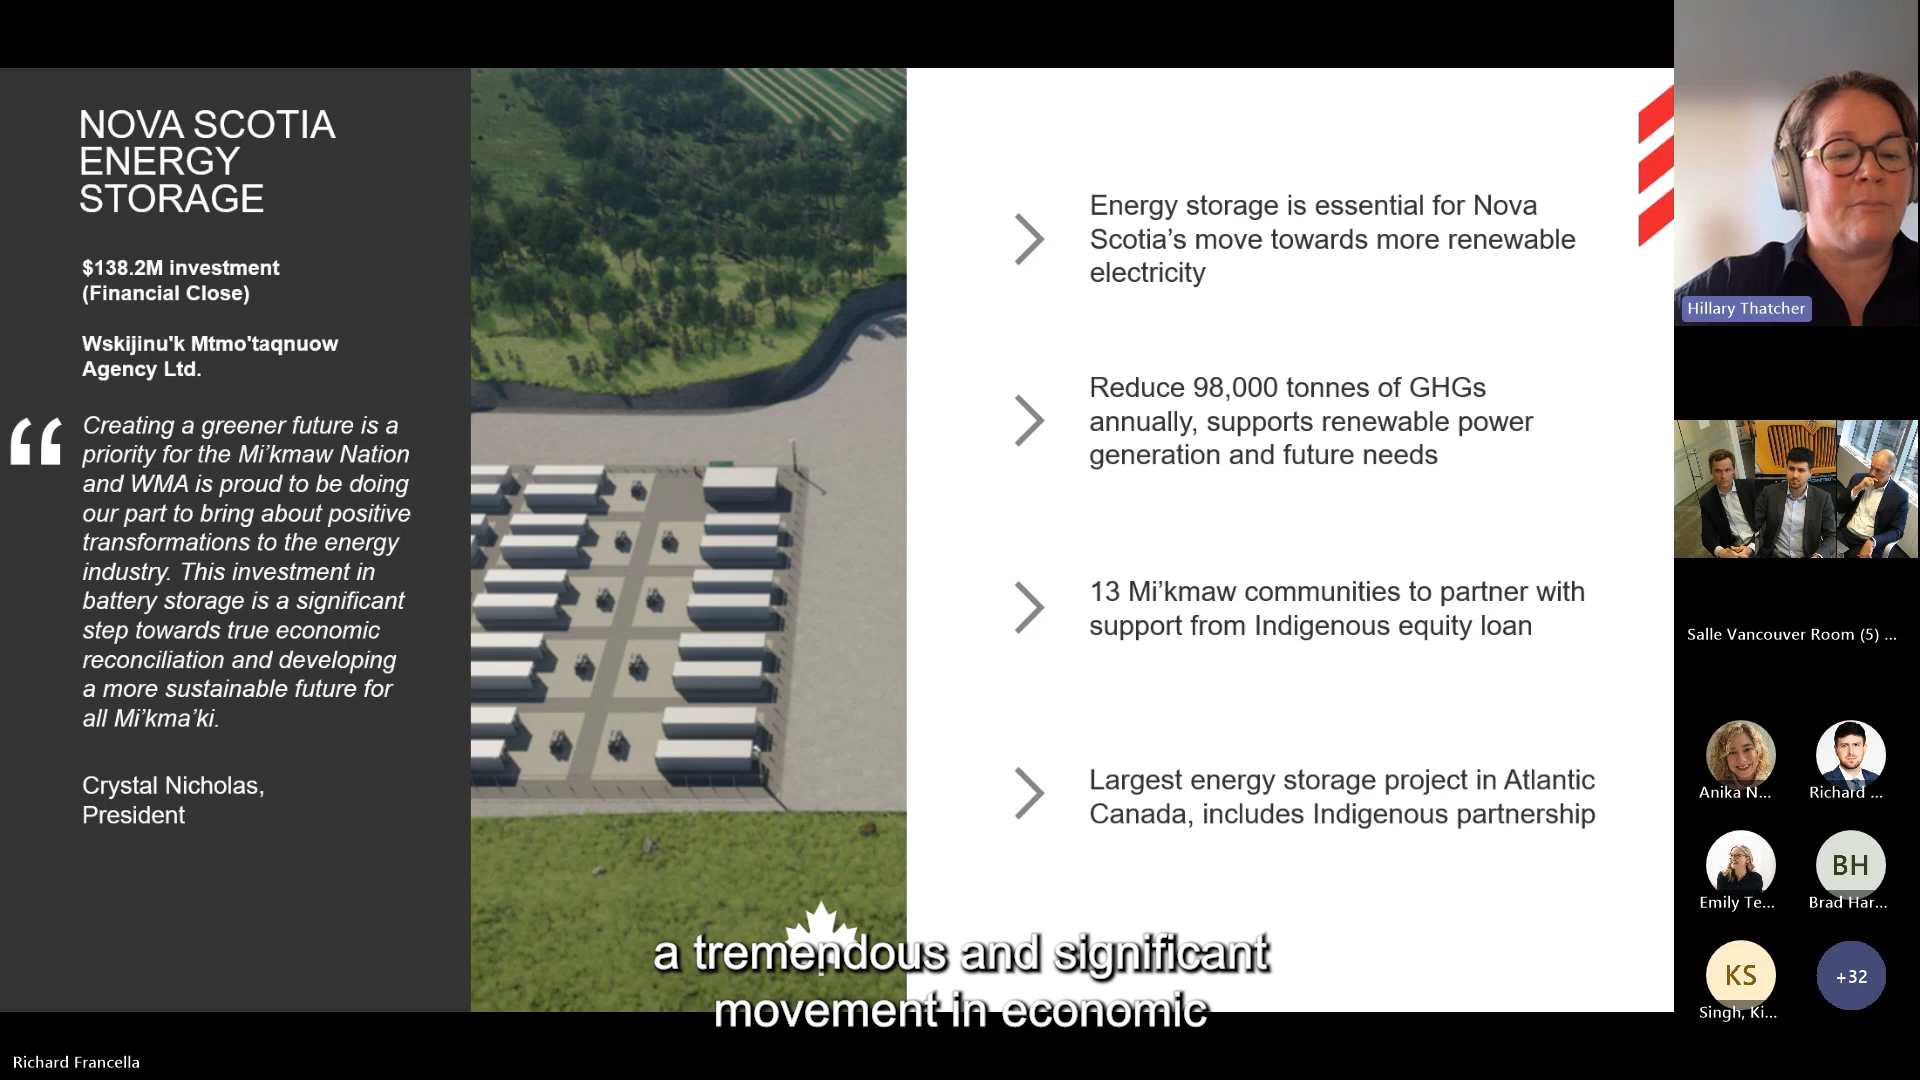 NOVA SCOTIA
ENERGY
STORAGE
$138.2M investment
(Financial Close)
Wskijinu'k Mtmo'taqnuow
Agency Ltd.
“
Creating a greener future is a
priority for the Mi’kmaw Nation
and WMA is proud to be doing
our part to bring about positive
transformations to the energy
industry. This investment in
battery storage is a significant
step towards true economic
reconciliation and developing
a more sustainable future for
all Mi’kma’ki.
Crystal Nicholas,
President
Energy storage is essential for Nova
Scotia’s move towards more renewable
electricity
Reduce 98,000 tonnes of GHGs
annually, supports renewable power
generation and future needs
13 Mi’kmaw communities to partner with
support from Indigenous equity loan
Largest energy storage project in Atlantic
Canada, includes Indigenous partnership
a tremendous and significant
movement in economic
Hillary Thatcher
Salle Vancouver Room (5) ...
Anika N...
Richard ...
Emily Te...
BH
Brad Har...
KS
Singh, Ki...
+32
Richard Francella